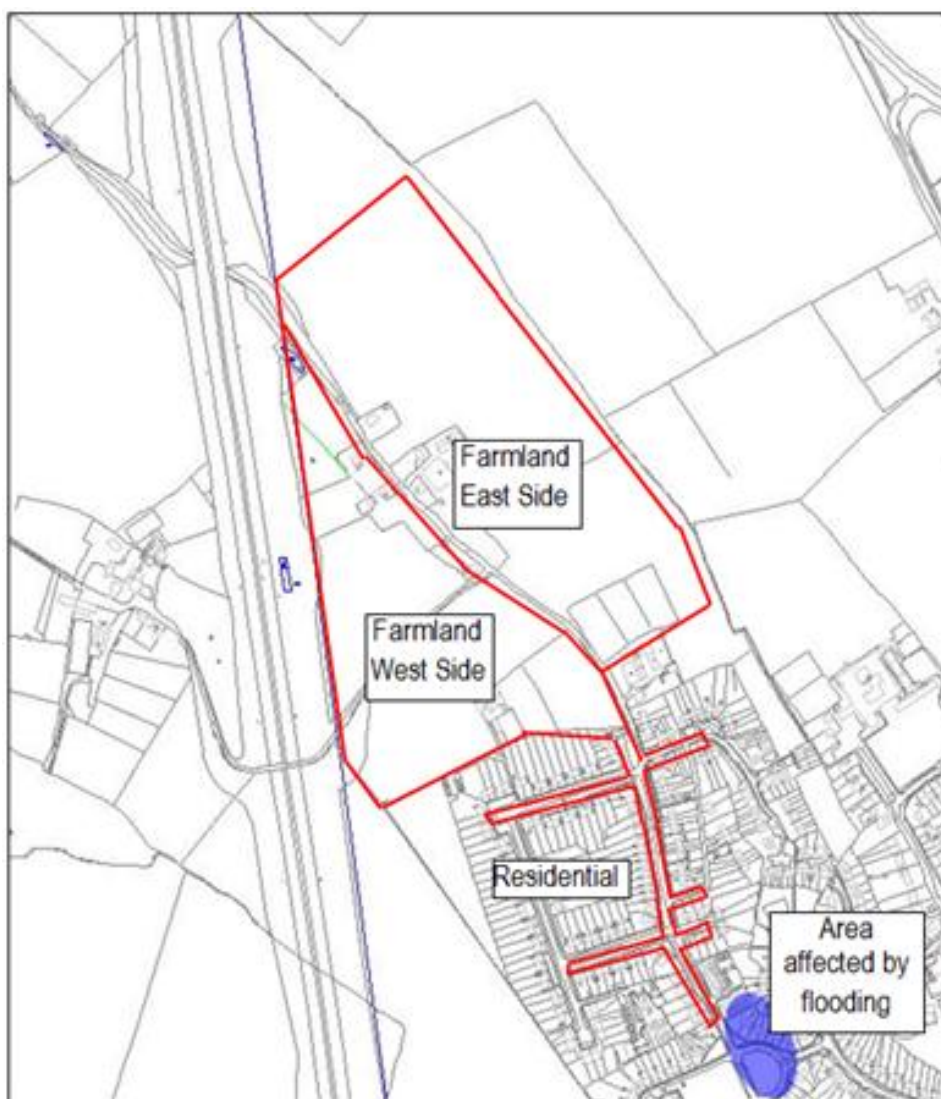 Farmland
East Side
Farmland
West Side
Residential
Area
affected by
flooding